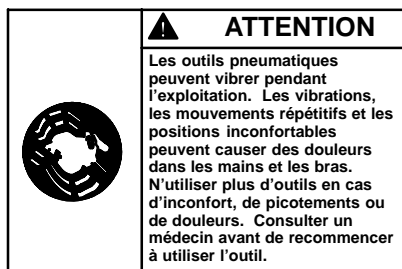 ATTENTION
Les outils pneumatiques
peuvent vibrer pendant
l'exploitation. Les vibrations,
les mouvements répétitifs et les
positions inconfortables
peuvent causer des douleurs
dans les mains et les bras.
N'utiliser plus d'outils en cas
d'inconfort, de picotements ou
de douleurs. Consulter un
médecin avant de recommencer
à utiliser l'outil.